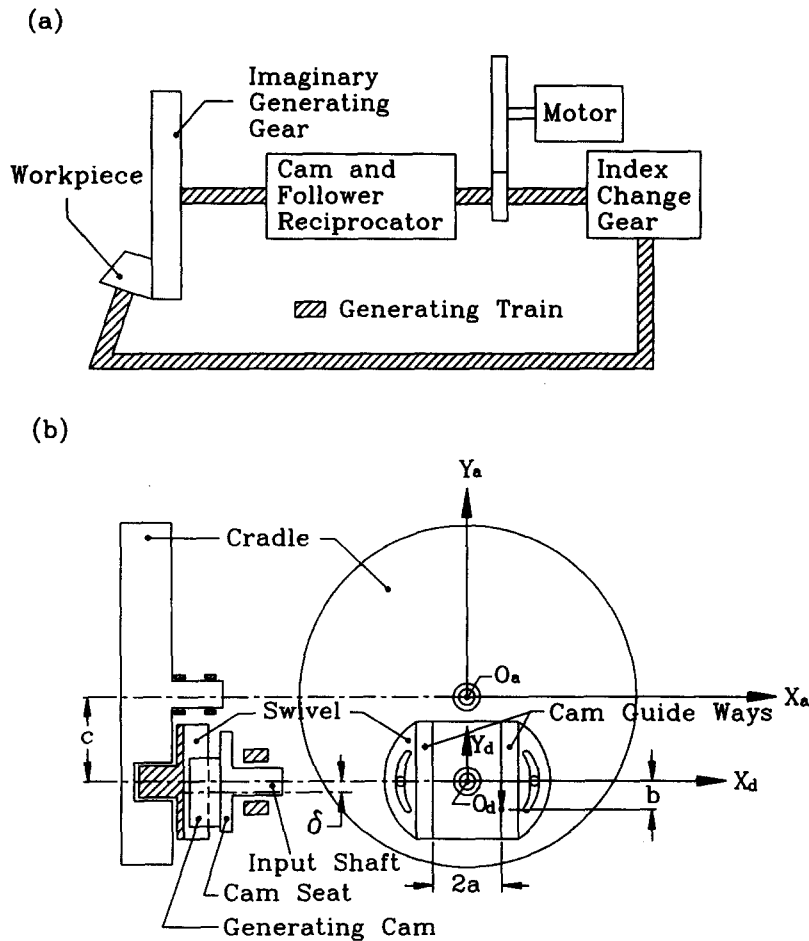 (a)
Imaginary
Generating
Gear
Motor
Workpiece
Cam and
Follower
Reciprocator
Index
Change
Gear
Generating Train
(b)
Ya
Cradle
Oa
Xa
c
Swivel
Cam Guide Ways
Yd
Xd
Od
b
δ
Input Shaft
Cam Seat
2a
Generating Cam